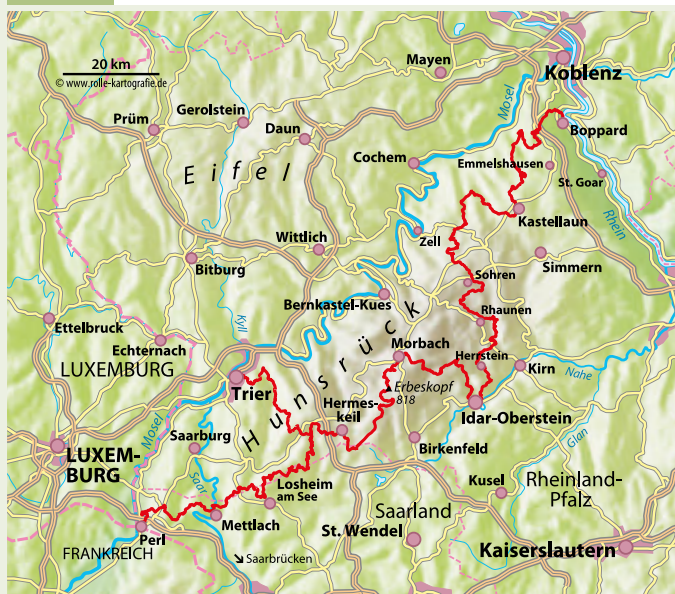 20 km
© www.rolle-kartografie.de
Mayen
Koblenz
Mosel
Gerolstein
Prüm
Daun
Boppard
Cochem
Emmelshausen
St. Goar
Eifel
Kastellaun
Rhein
Zell
Wittlich
Simmern
Bitburg
Sohren
Bernkastel-Kues
Rhaunen
Ettelbruck
Kyll
Echternach
Morbach
Herrstein
LUXEMBURG
Kirn
Nahe
Hunsrück
Erbeskopf
818
Trier
Hermes-
keil
Idar-Oberstein
Mosel
Saarburg
Birkenfeld
Glan
LUXEM-
BURG
Saar
Losheim
am See
Kusel
Rheinland-
Pfalz
Mettlach
Saarland
Perl
St. Wendel
FRANKREICH
↘ Saarbrücken
Kaiserslautern